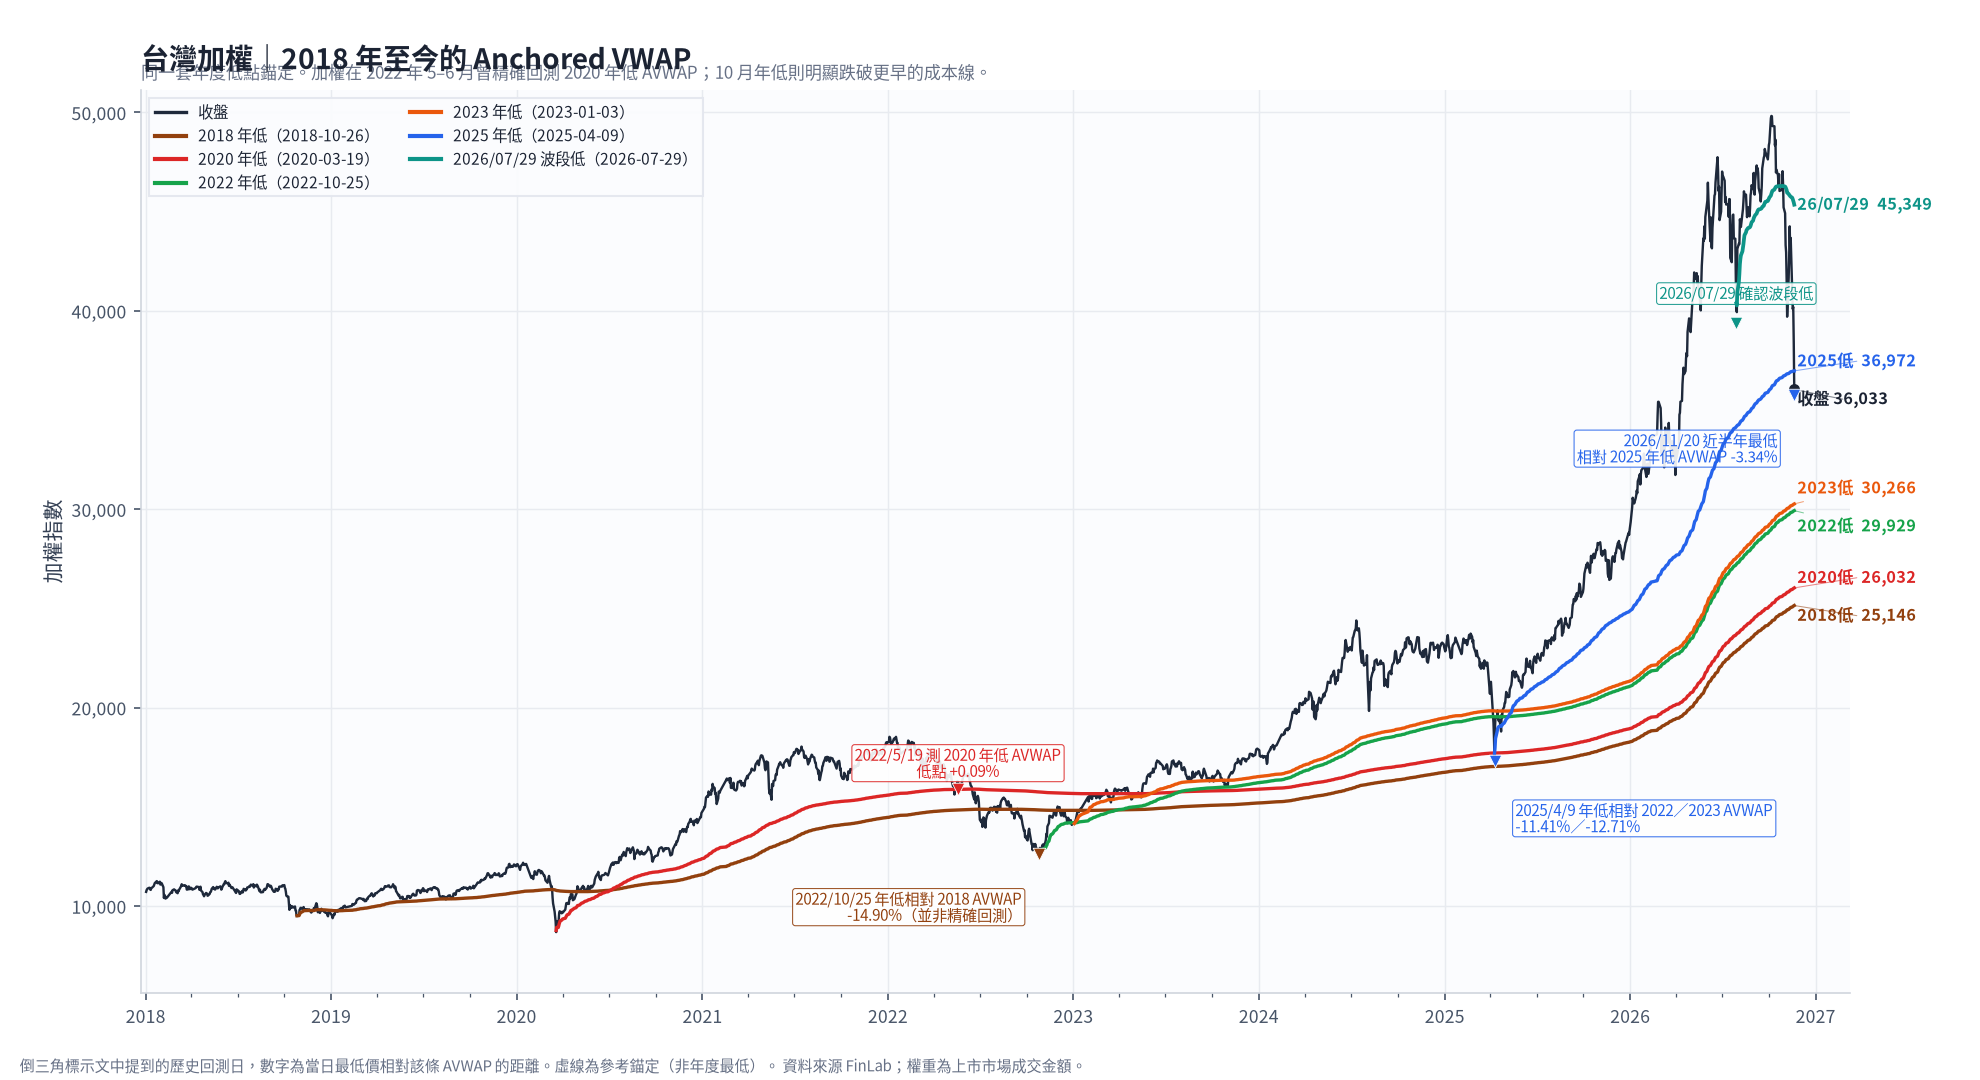 台灣加權｜2018 年至今的 Anchored VWAP
同一套年度低點錨定。加權在 2022 年 5–6 月曾精確回測 2020 年低 AVWAP；10 月年低則明顯跌破更早的成本線。
收盤
2018 年低（2018-10-26）
2020 年低（2020-03-19）
2022 年低（2022-10-25）
2023 年低（2023-01-03）
2025 年低（2025-04-09）
2026/07/29 波段低（2026-07-29）
加權指數
50,000
40,000
30,000
20,000
10,000
26/07/29 45,349
2026/07/29確認波段低
2025低 36,972
收盤 36,033
2026/11/20 近半年最低
相對 2025 年低 AVWAP -3.34%
2023低 30,266
2022低 29,929
2020低 26,032
2018低 25,146
2022/5/19 測 2020 年低 AVWAP
低點 +0.09%
2025/4/9 年低相對 2022／2023 AVWAP
-11.41%／-12.71%
2022/10/25 年低相對 2018 AVWAP
-14.90%（並非精確回測）
2018
2019
2020
2021
2022
2023
2024
2025
2026
2027
倒三角標示文中提到的歷史回測日，數字為當日最低價相對該條 AVWAP 的距離。虛線為參考錨定（非年度最低）。 資料來源 FinLab；權重為上市市場成交金額。